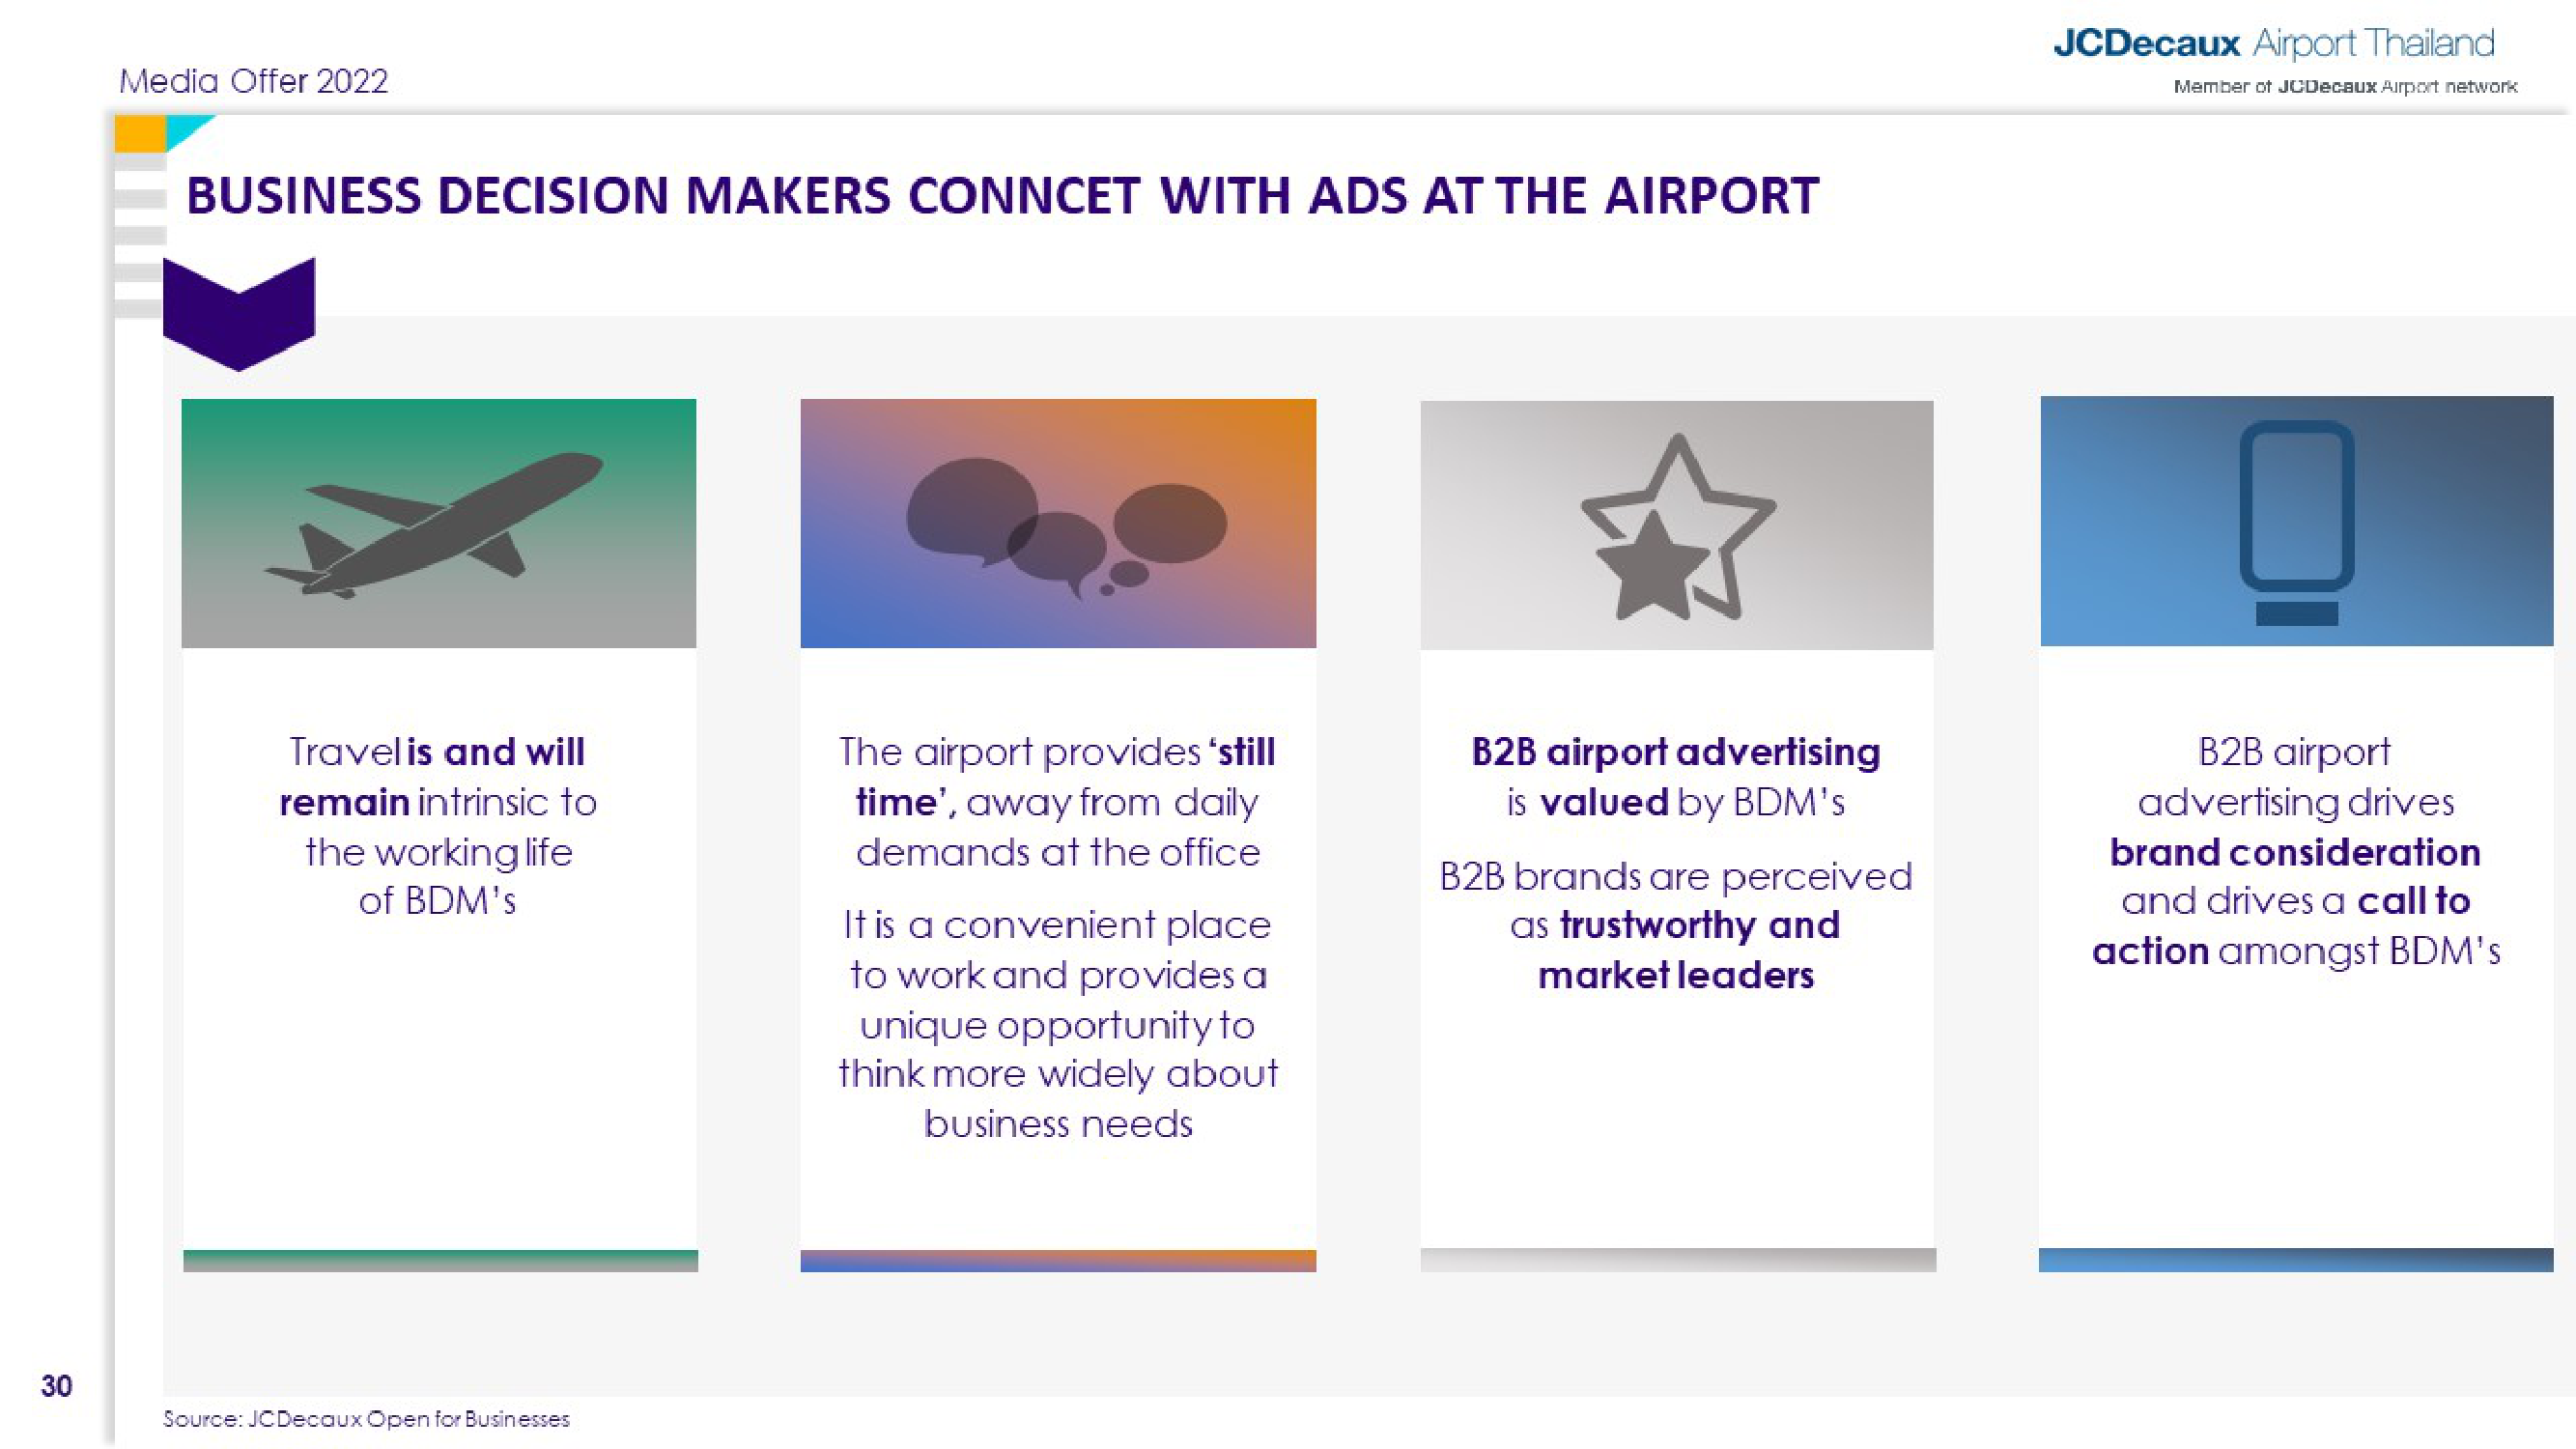 JCDecaux Airport Thailand
Member of JCDecaux Airport network
Media Offer 2022
BUSINESS DECISION MAKERS CONNCET WITH ADS AT THE AIRPORT
Travel is and will
remain intrinsic to
the working life
of BDM's
The airport provides ‘still
time’, away from daily
demands at the office
It is a convenient place
to work and provides a
unique opportunity to
think more widely about
business needs
B2B airport advertising
is valued by BDM's
B2B brands are perceived
as trustworthy and
market leaders
B2B airport
advertising drives
brand consideration
and drives a call to
action amongst BDM's
30
Source: JCDecaux Open for Businesses